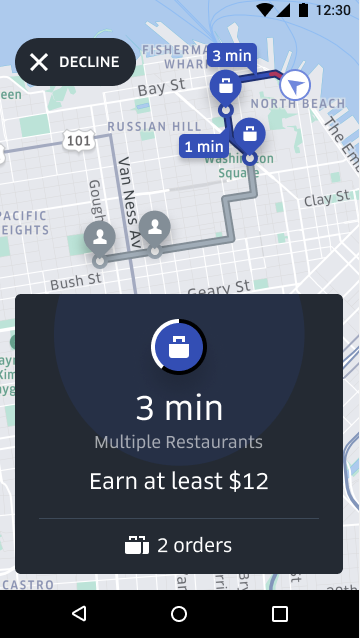 12:30
DECLINE
FISHERMA
WHARF
3 min
Bay St
NORTH BEACH
RUSSIAN HILL
101
1 min
Washington
Square
The Em
Van Ness Av
Gough
Clay St
PACIFIC
HEIGHTS
Bush St
Geary St
3 min
Multiple Restaurants
Earn at least $12
2 orders
CASTRO